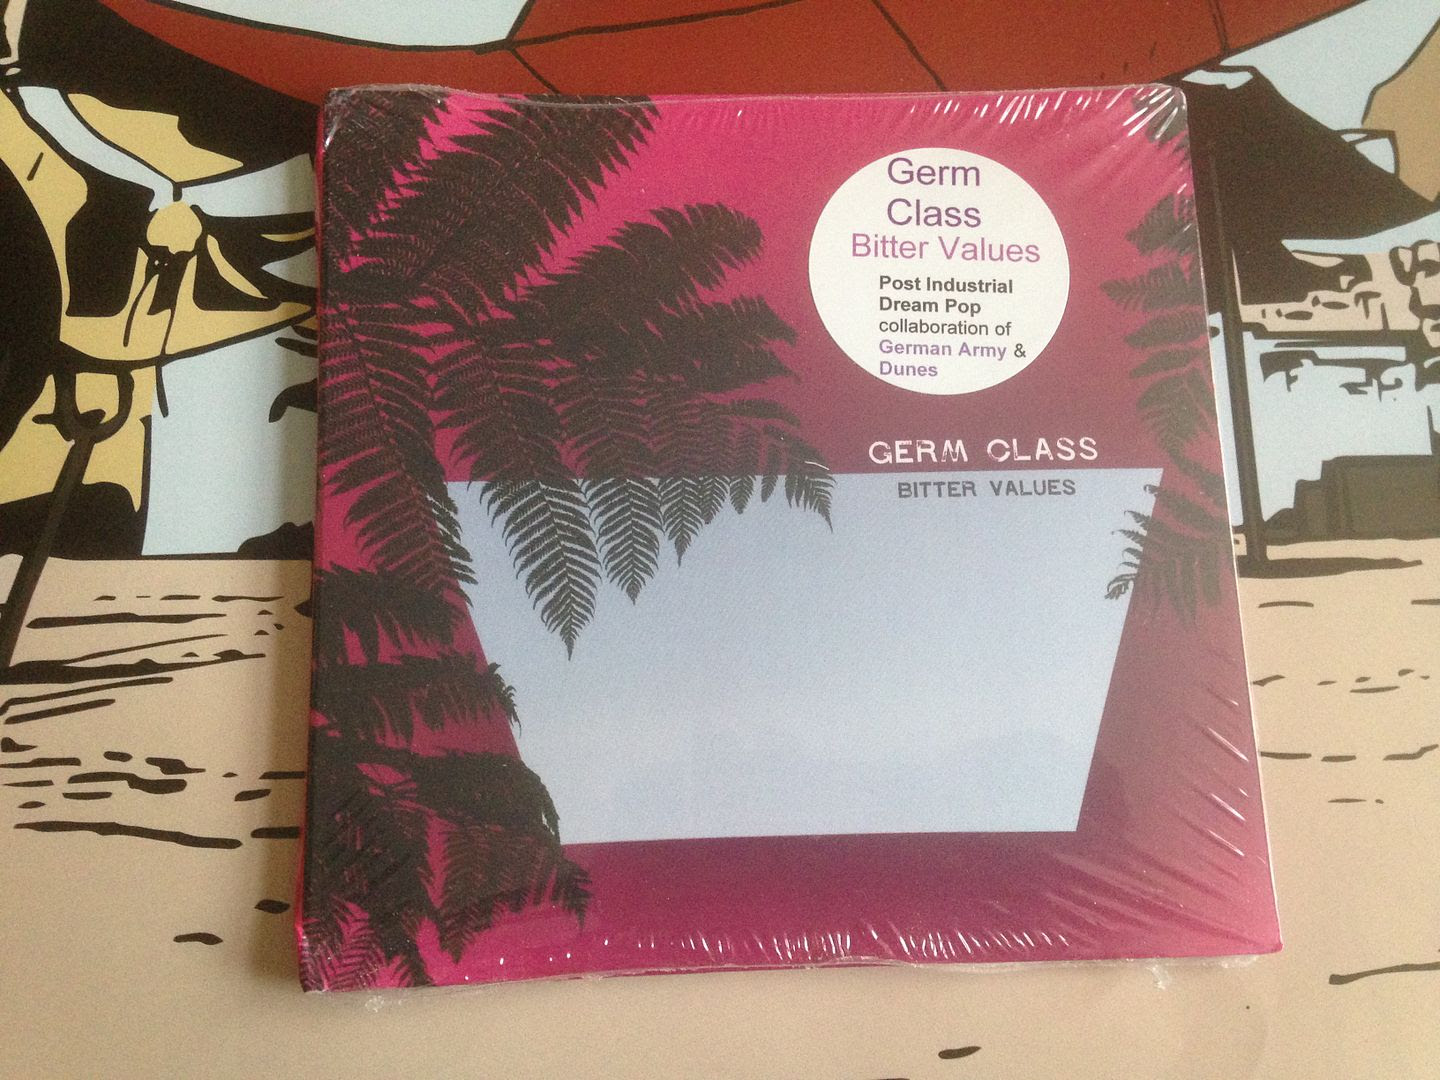 Germ
Class
Bitter Values
Post Industrial
Dream Pop
collaboration of
German Army &
Dunes
GERM CLASS
BITTER VALUES